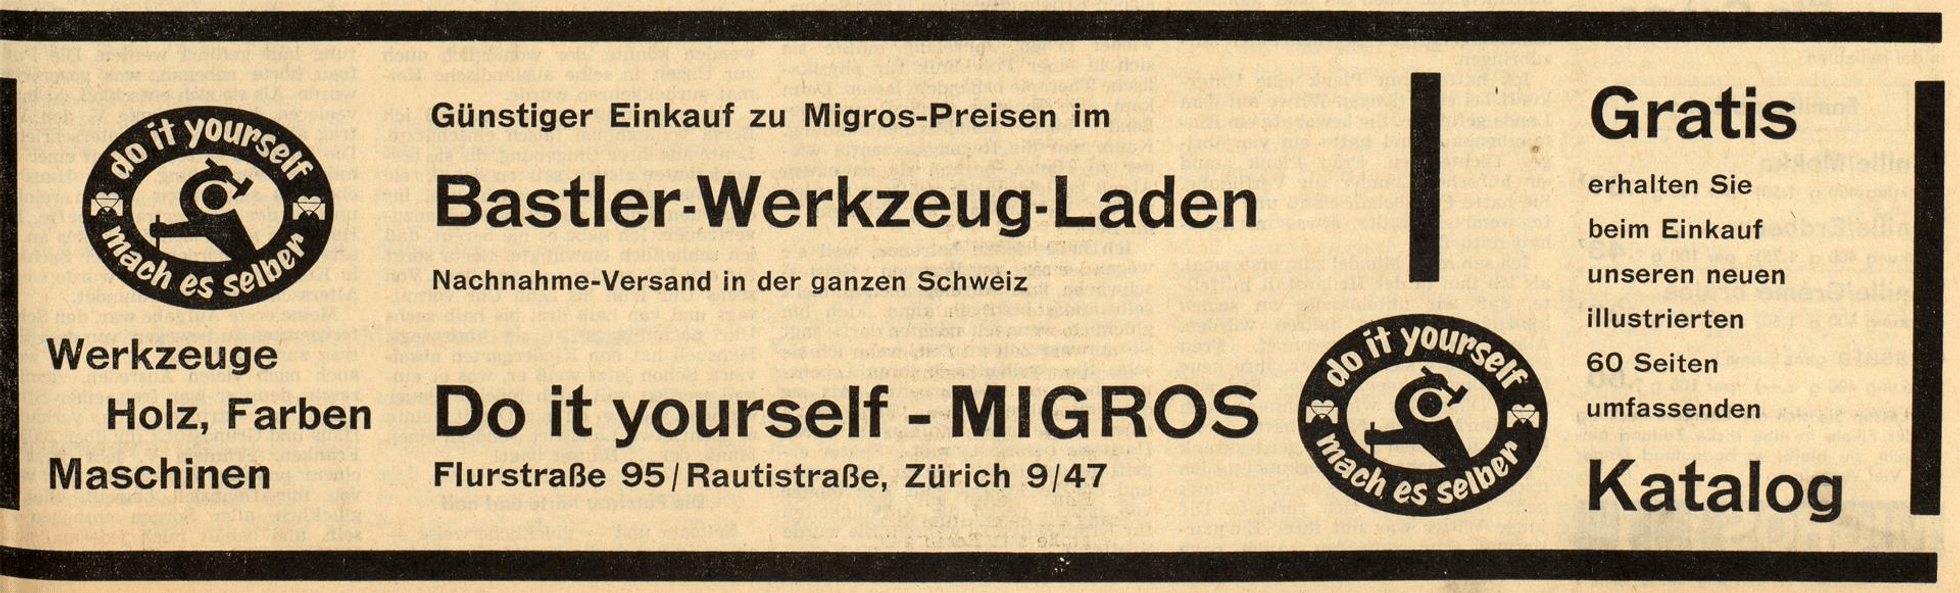 do it yourself
mach es selber
Werkzeuge
Holz, Farben
Maschinen
Günstiger Einkauf zu Migros-Preisen im
Bastler-Werkzeug-Laden
Nachnahme-Versand in der ganzen Schweiz
Do it yourself - MIGROS
Flurstraße 95/Rautistraße, Zürich 9/47
do it yourself
mach es selber
Gratis
erhalten Sie
beim Einkauf
unseren neuen
illustrierten
60 Seiten
umfassenden
Katalog